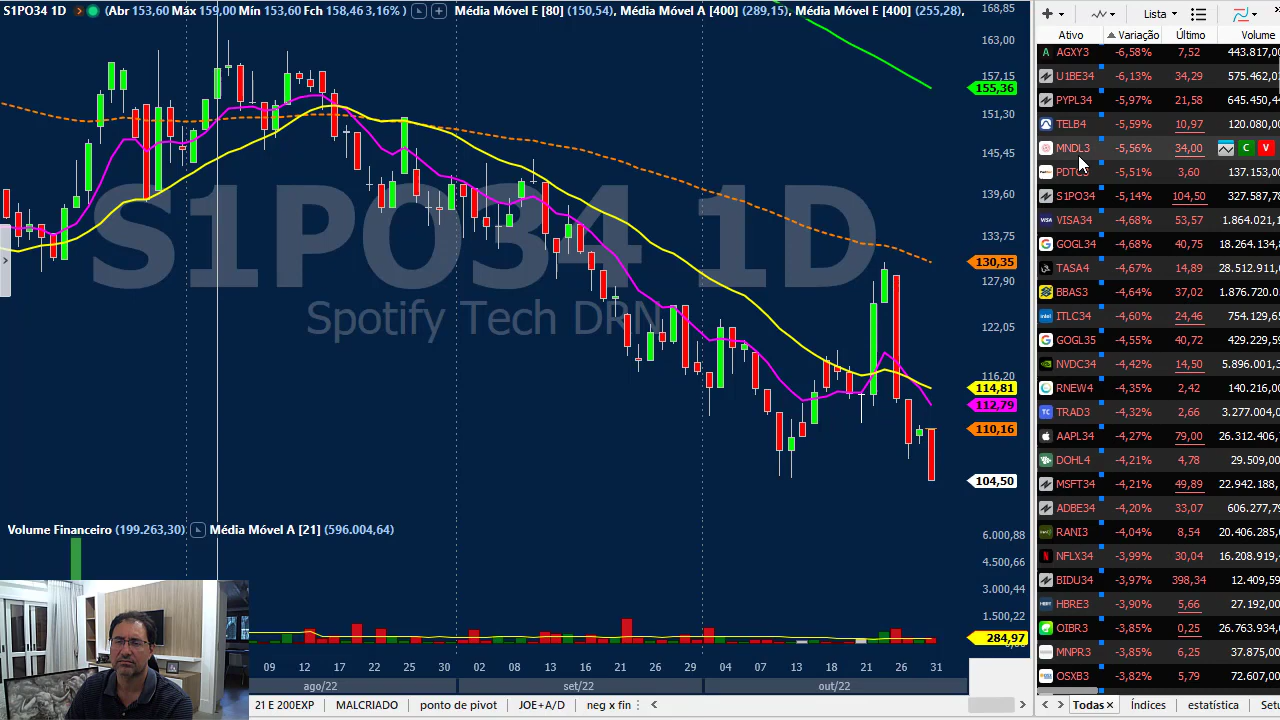 S1PO34 1D (Abr 153,60 Máx 159,00 Mín 153,60 Fch 158,46 3,16%) Média Móvel E [80] (150,54), Média Móvel A [400] (289,15), Média Móvel E [400] (255,28),
168,85
163,00
157,15
155,36
151,30
145,45
139,60
133,75
130,35
127,90
122,05
116,20
114,81
112,79
110,16
104,50
S1PO34 1D
Spotify Tech DRN
Volume Financeiro (199.263,30) Média Móvel A [21] (596.004,64)
6.000,88
4.500,66
3.000,44
1.500,22
284,97
09 12 17 22 25 30 02 08 13 16 21 26 29 04 07 13 18 21 26 31
ago/22 set/22 out/22
21 E 200EXP MALCRIADO ponto de pivot JOE+A/D neg x fin
Lista
Ativo Variação Último Volume
AGXY3 -6,58% 7,52 443.817,0
U1BE34 -6,13% 34,29 575.462,0
PYPL34 -5,97% 21,58 645.450,4
TELB4 -5,59% 10,97 120.080,0
MNDL3 -5,56% 34,00 C V
PDTC3 -5,51% 3,60 137.153,0
S1PO34 -5,14% 104,50 327.587,7
VISA34 -4,68% 53,57 1.864.021,
GOGL34 -4,68% 40,75 18.264.134,
TASA4 -4,67% 14,89 28.512.911,
BBAS3 -4,64% 37,02 1.876.720.0
ITLC34 -4,60% 24,46 754.129,6
GOGL35 -4,55% 40,72 429.229,5
NVDC34 -4,42% 14,50 5.896.001,
RNEW4 -4,35% 2,42 140.216,0
TRAD3 -4,32% 2,66 3.277.004,0
AAPL34 -4,27% 79,00 26.312.406,
DOHL4 -4,21% 4,78 29.509,0
MSFT34 -4,21% 49,89 22.942.188,
ADBE34 -4,20% 33,07 606.277,7
RANI3 -4,04% 8,54 20.406.285,
NFLX34 -3,99% 30,04 16.208.919,
BIDU34 -3,97% 398,34 12.409,5
HBRE3 -3,90% 5,66 27.192,0
OIBR3 -3,85% 0,25 26.763.934,
MNPR3 -3,85% 6,25 37.875,0
OSXB3 -3,82% 5,79 72.607,0
Todas Índices estatística Set